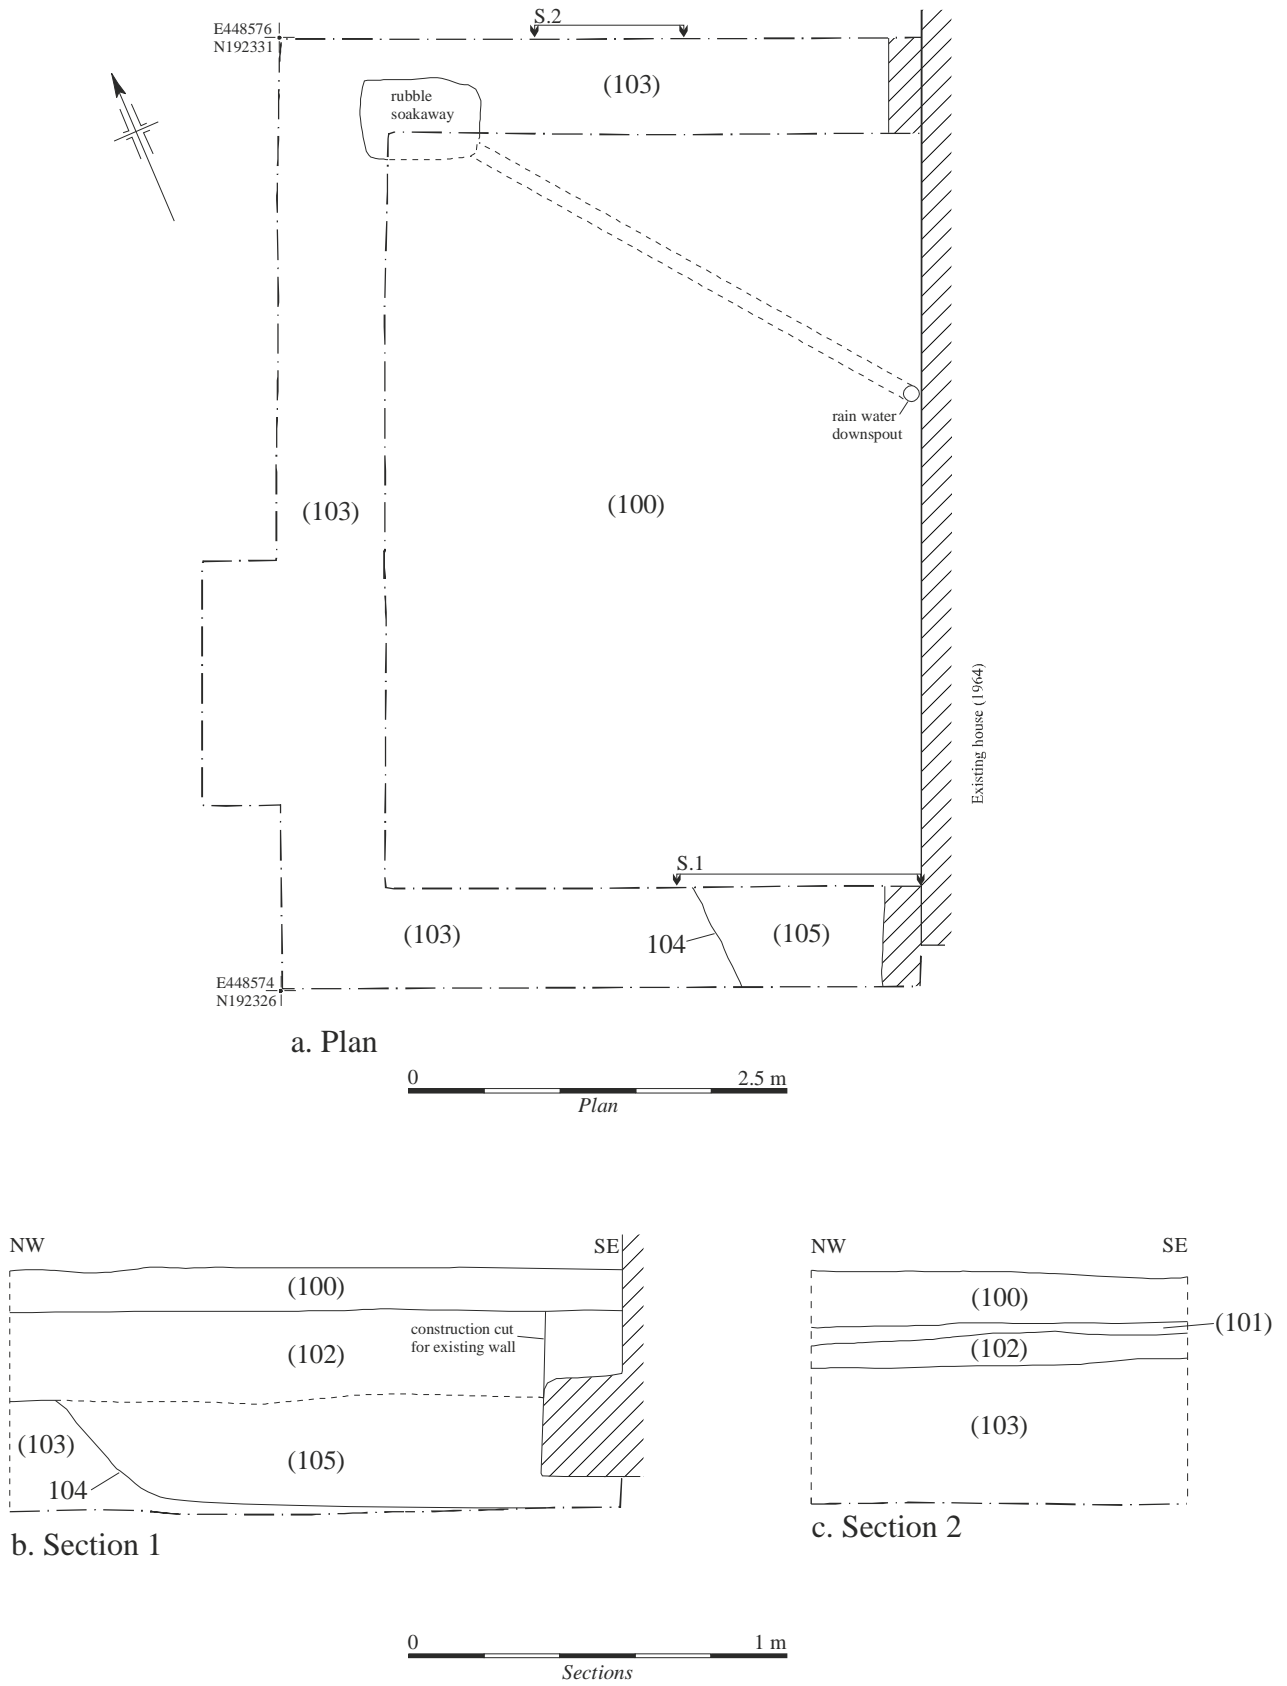 E448576
N192331
S.2
(103)
rubble
soakaway
rain water
downspout
(103)
(100)
Existing house (1964)
S.1
(103)
104
(105)
E448574
N192326
a. Plan
0 2.5 m
Plan
NW SE
(100)
construction cut
for existing wall
(102)
(103)
104
(105)
b. Section 1
NW SE
(100)
(101)
(102)
(103)
c. Section 2
0 1 m
Sections